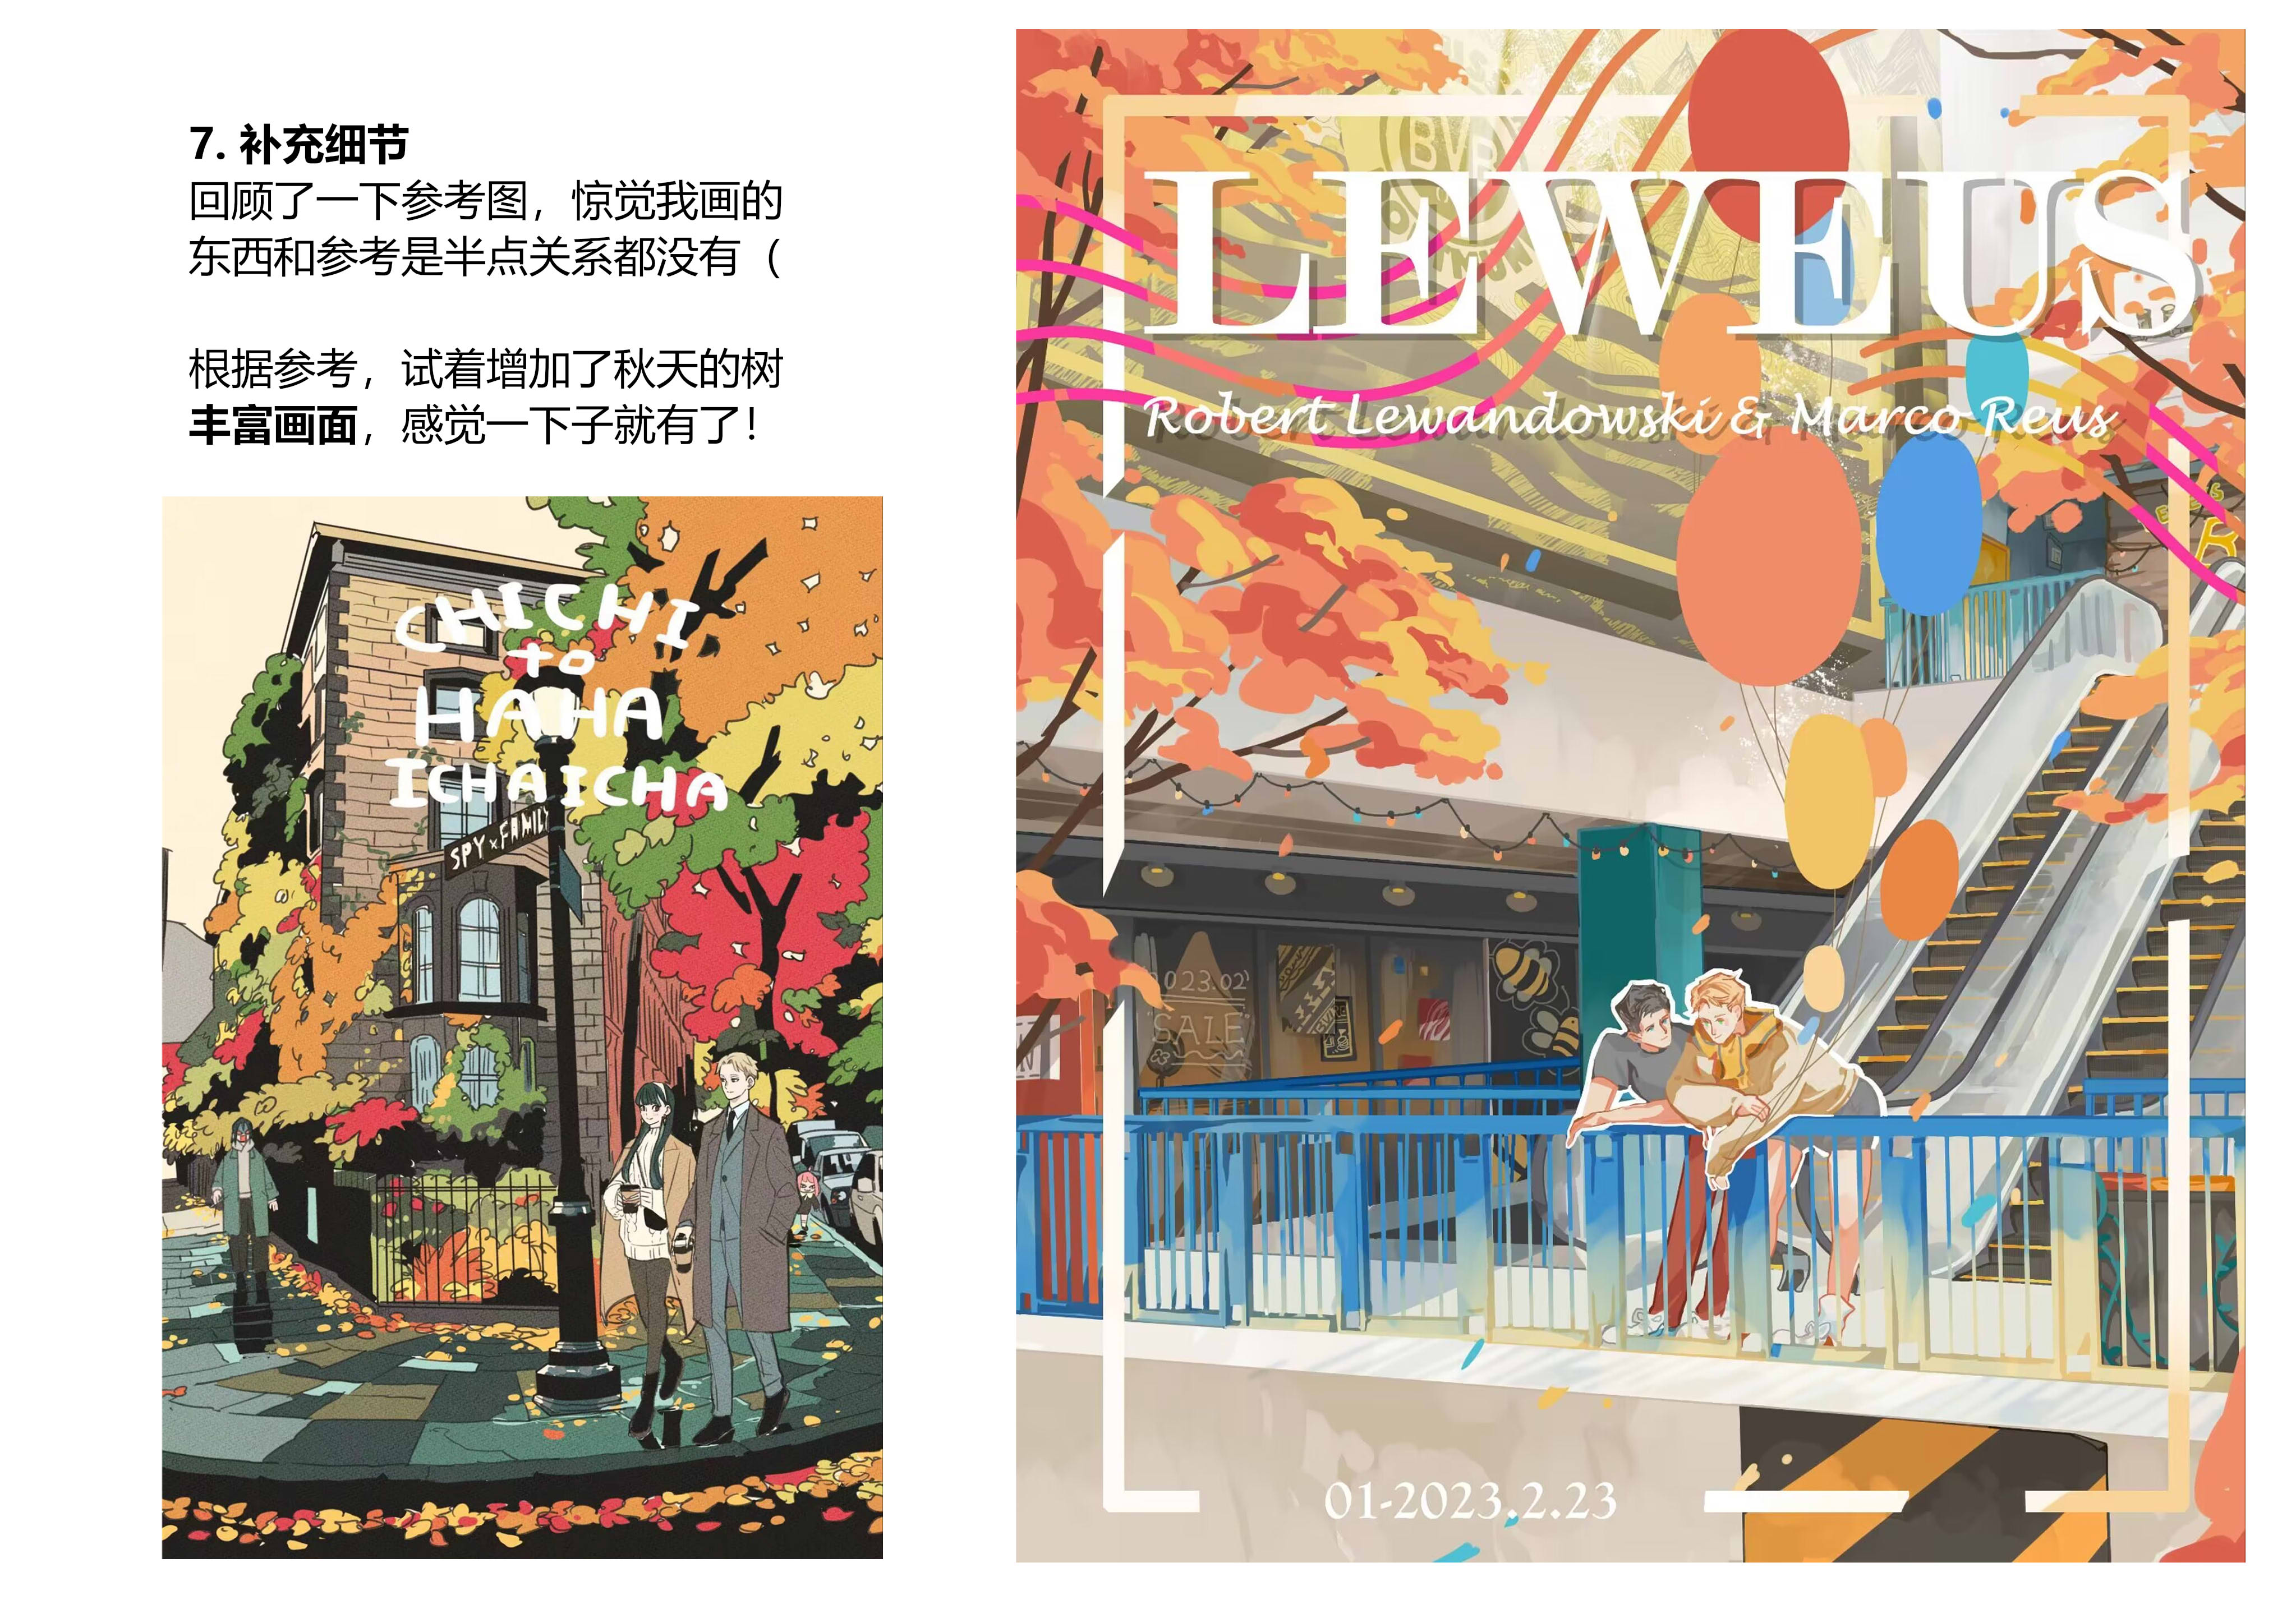 7. 补充细节
回顾了一下参考图，惊觉我画的
东西和参考是半点关系都没有（
根据参考，试着增加了秋天的树
丰富画面，感觉一下子就有了！
CHICHI
to
HAHA
ICHAICHA
SPY×FAMILY
BVB
LEWEUS
Robert Lewandowski & Marco Reus
2023.02
SALE
01-2023.2.23